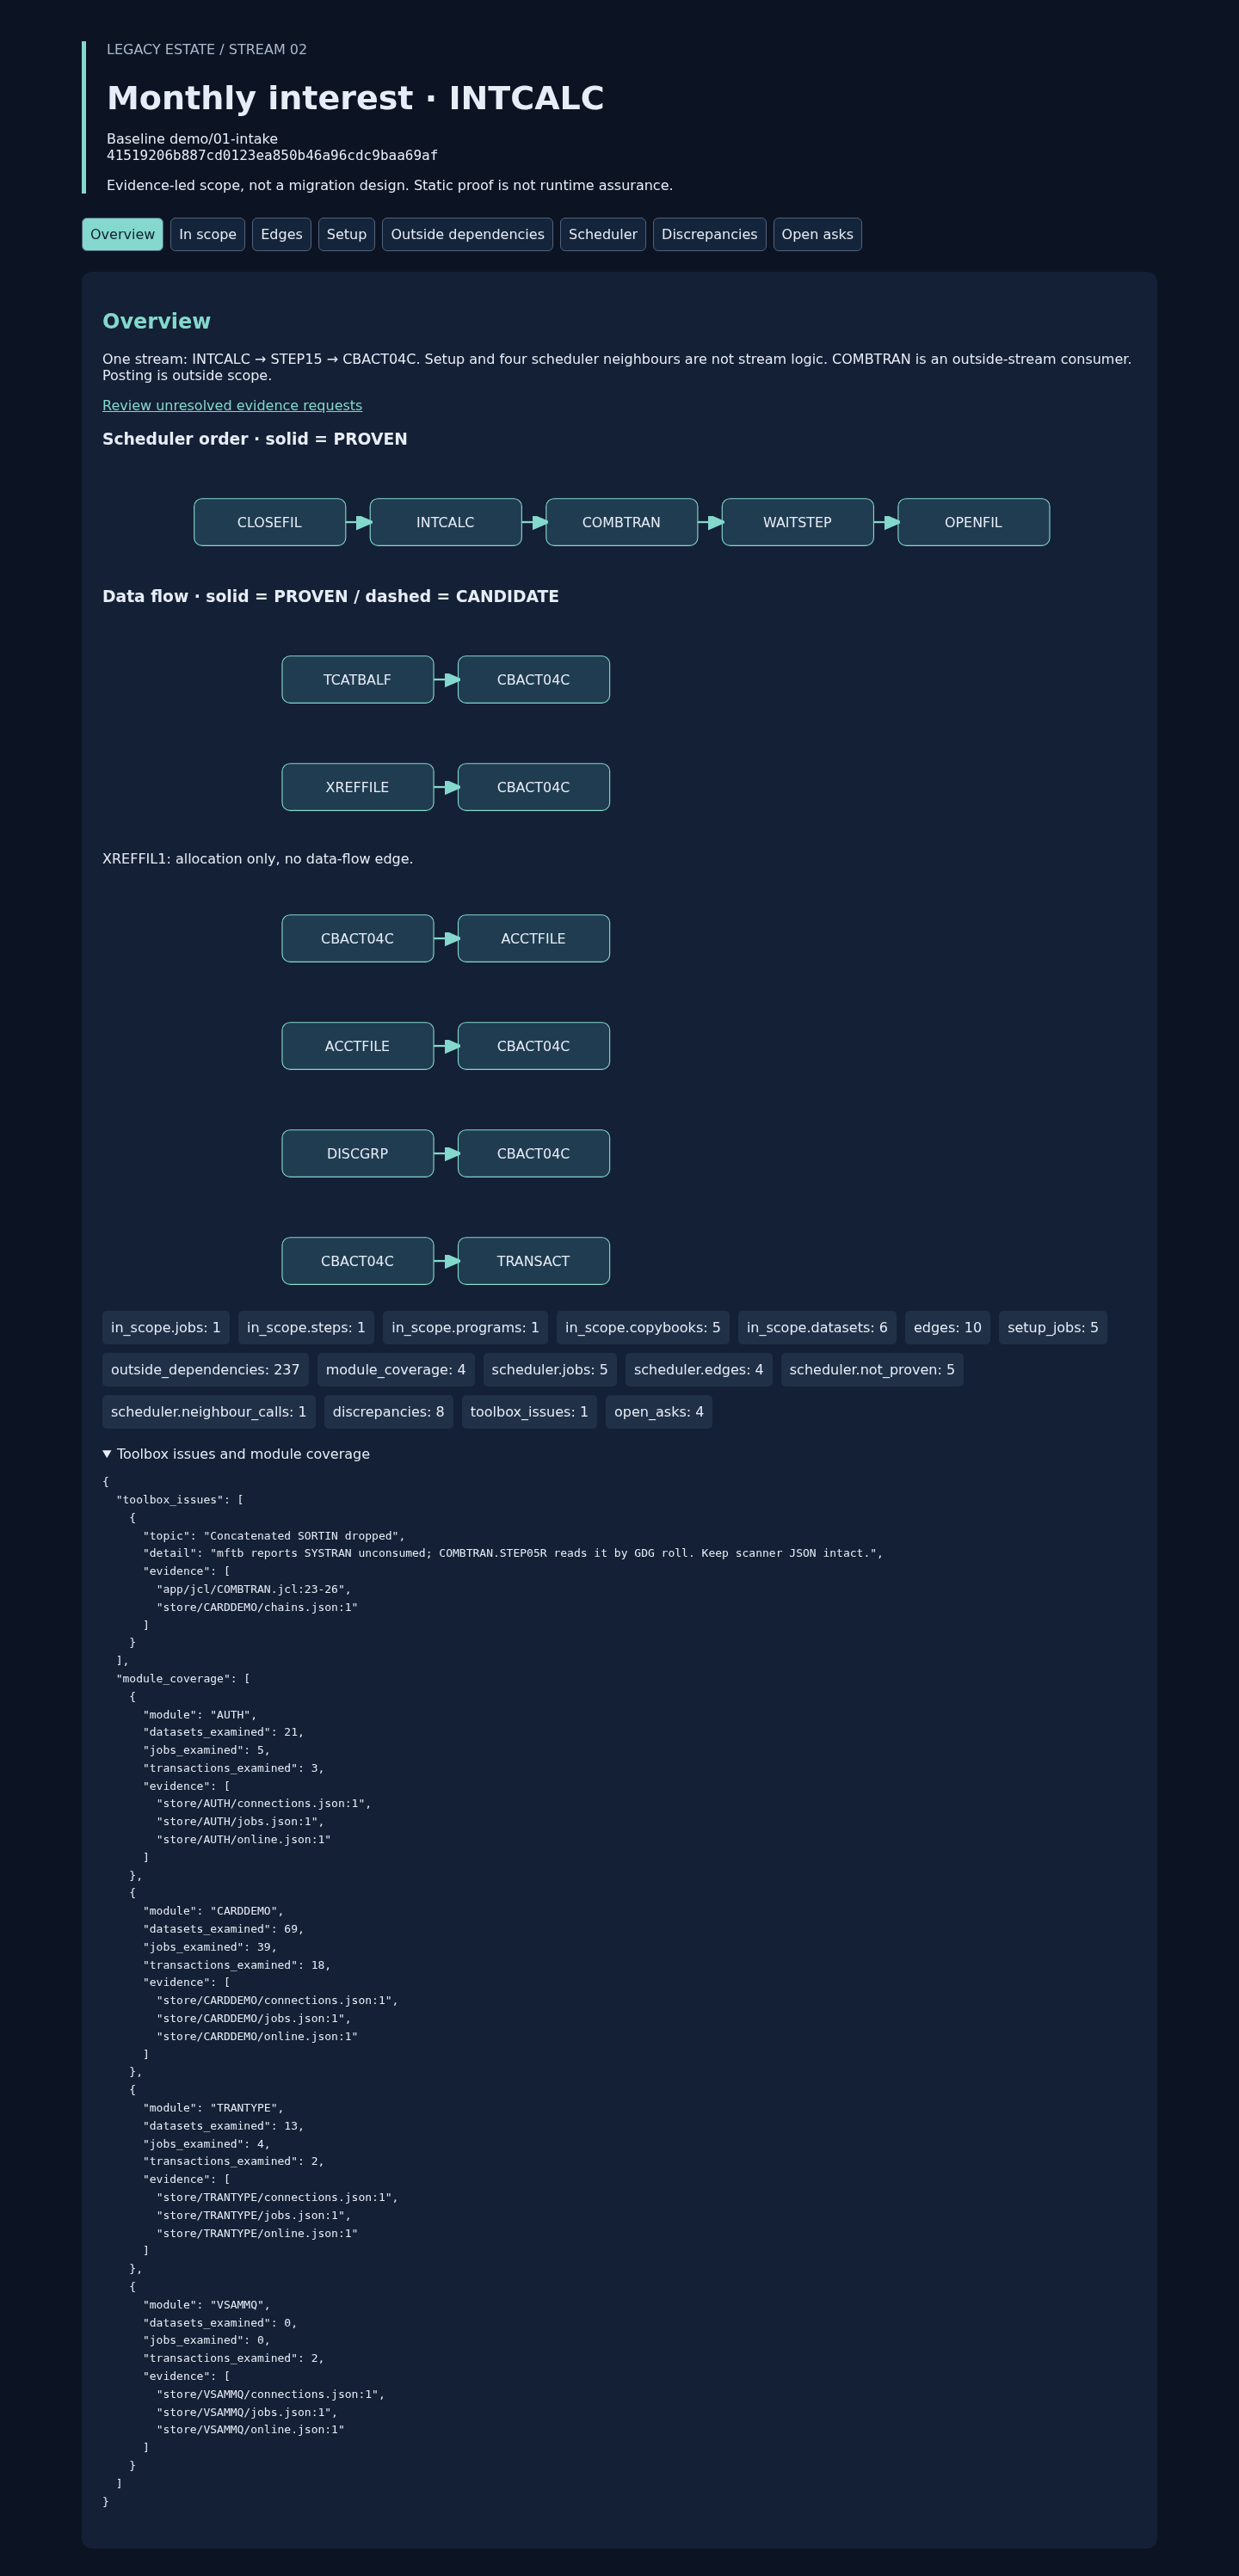 LEGACY ESTATE / STREAM 02
Monthly interest · INTCALC
Baseline demo/01-intake
41519206b887cd0123ea850b46a96cdc9baa69af
Evidence-led scope, not a migration design. Static proof is not runtime assurance.
Overview In scope Edges Setup Outside dependencies Scheduler Discrepancies Open asks
Overview
One stream: INTCALC → STEP15 → CBACT04C. Setup and four scheduler neighbours are not stream logic. COMBTRAN is an outside-stream consumer.
Posting is outside scope.
Review unresolved evidence requests
Scheduler order · solid = PROVEN
CLOSEFIL INTCALC COMBTRAN WAITSTEP OPENFIL
Data flow · solid = PROVEN / dashed = CANDIDATE
TCATBALF CBACT04C
XREFFILE CBACT04C
XREFFIL1: allocation only, no data-flow edge.
CBACT04C ACCTFILE
ACCTFILE CBACT04C
DISCGRP CBACT04C
CBACT04C TRANSACT
in_scope.jobs: 1 in_scope.steps: 1 in_scope.programs: 1 in_scope.copybooks: 5 in_scope.datasets: 6 edges: 10 setup_jobs: 5
outside_dependencies: 237 module_coverage: 4 scheduler.jobs: 5 scheduler.edges: 4 scheduler.not_proven: 5
scheduler.neighbour_calls: 1 discrepancies: 8 toolbox_issues: 1 open_asks: 4
▼ Toolbox issues and module coverage
{
  "toolbox_issues": [
    {
      "topic": "Concatenated SORTIN dropped",
      "detail": "mftb reports SYSTRAN unconsumed; COMBTRAN.STEP05R reads it by GDG roll. Keep scanner JSON intact.",
      "evidence": [
        "app/jcl/COMBTRAN.jcl:23-26",
        "store/CARDDEMO/chains.json:1"
      ]
    }
  ],
  "module_coverage": [
    {
      "module": "AUTH",
      "datasets_examined": 21,
      "jobs_examined": 5,
      "transactions_examined": 3,
      "evidence": [
        "store/AUTH/connections.json:1",
        "store/AUTH/jobs.json:1",
        "store/AUTH/online.json:1"
      ]
    },
    {
      "module": "CARDDEMO",
      "datasets_examined": 69,
      "jobs_examined": 39,
      "transactions_examined": 18,
      "evidence": [
        "store/CARDDEMO/connections.json:1",
        "store/CARDDEMO/jobs.json:1",
        "store/CARDDEMO/online.json:1"
      ]
    },
    {
      "module": "TRANTYPE",
      "datasets_examined": 13,
      "jobs_examined": 4,
      "transactions_examined": 2,
      "evidence": [
        "store/TRANTYPE/connections.json:1",
        "store/TRANTYPE/jobs.json:1",
        "store/TRANTYPE/online.json:1"
      ]
    },
    {
      "module": "VSAMMQ",
      "datasets_examined": 0,
      "jobs_examined": 0,
      "transactions_examined": 2,
      "evidence": [
        "store/VSAMMQ/connections.json:1",
        "store/VSAMMQ/jobs.json:1",
        "store/VSAMMQ/online.json:1"
      ]
    }
  ]
}